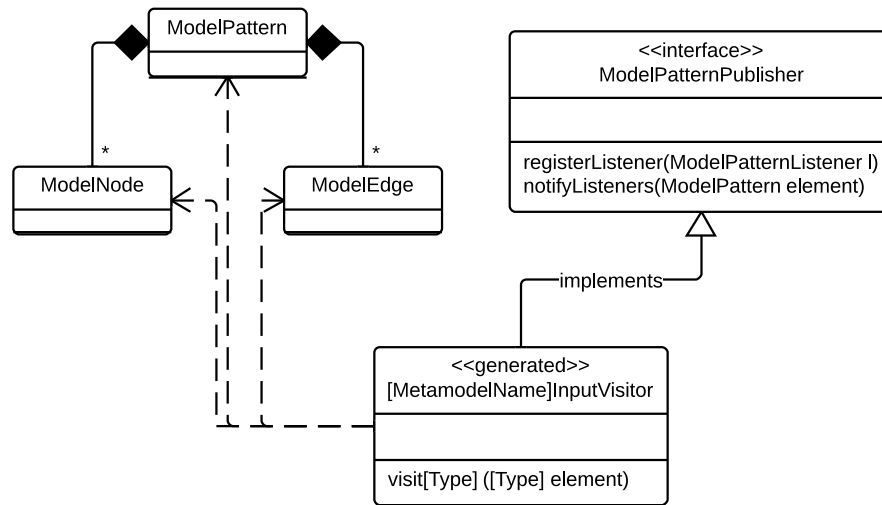 ModelPattern
<<interface>>
ModelPatternPublisher
registerListener(ModelPatternListener l)
notifyListeners(ModelPattern element)
*
*
ModelNode
ModelEdge
implements
<<generated>>
[MetamodelName]InputVisitor
visit[Type] ([Type] element)